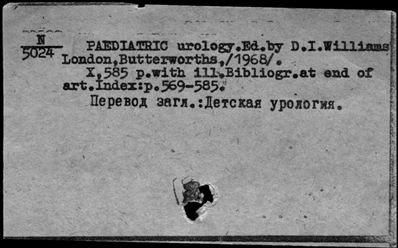 N
5024
PAEDIATRIC urology.Ed.by D.I.Williams
London,Butterworths,/1968/.
X,585 p.with ill.Bibliogr.at end of
art.Index:p.569-585.
Перевод загл.:Детская урология.